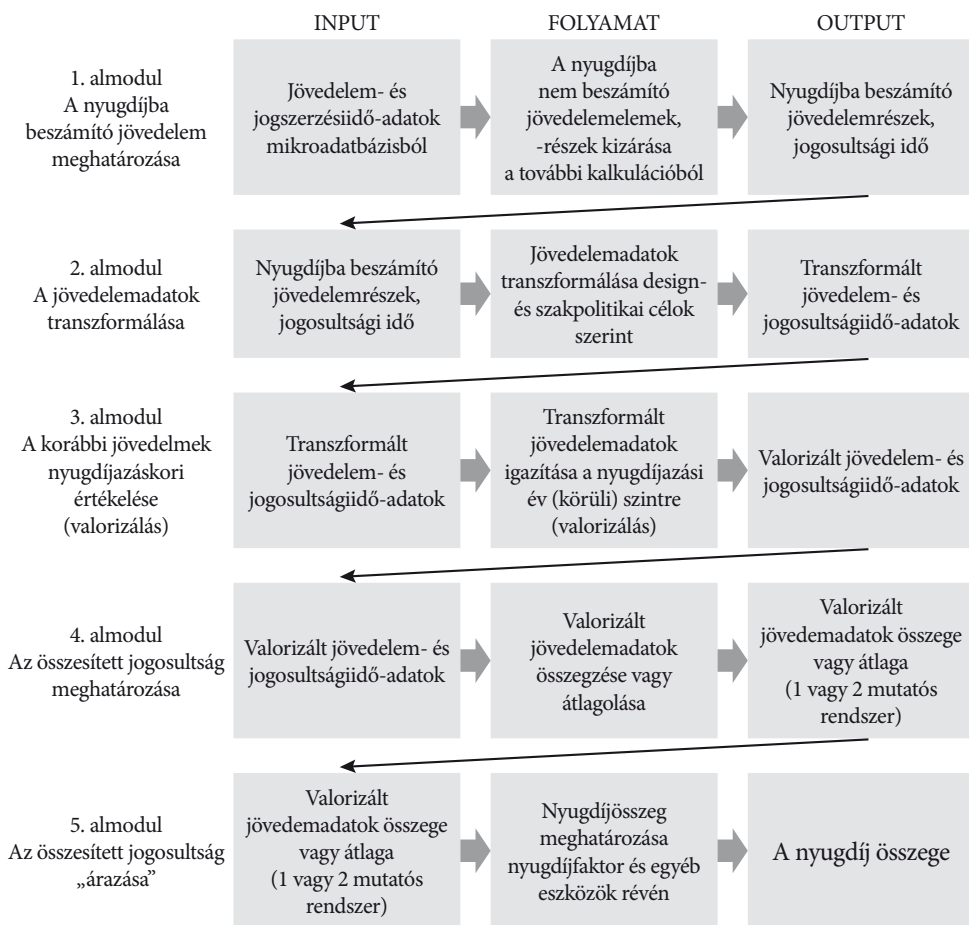 INPUT
FOLYAMAT
OUTPUT
1. almodul
A nyugdíjba
beszámító jövedelem
meghatározása
Jövedelem- és
jogszerzésiidő-adatok
mikroadatbázisból
A nyugdíjba
nem beszámító
jövedelemelemek,
-részek kizárása
a további kalkulációból
Nyugdíjba beszámító
jövedelemrészek,
jogosultsági idő
2. almodul
A jövedelemadatok
transzformálása
Nyugdíjba beszámító
jövedelemrészek,
jogosultsági idő
Jövedelemadatok
transzformálása design-
és szakpolitikai célok
szerint
Transzformált
jövedelem- és
jogosultságiidő-adatok
3. almodul
A korábbi jövedelmek
nyugdíjazáskori
értékelése
(valorizálás)
Transzformált
jövedelem- és
jogosultságiidő-adatok
Transzformált
jövedelemadatok
igazítása a nyugdíjazási
év (körüli) szintre
(valorizálás)
Valorizált jövedelem- és
jogosultságiidő-adatok
4. almodul
Az összesített jogosultság
meghatározása
Valorizált jövedelem- és
jogosultságiidő-adatok
Valorizált
jövedelemadatok
összegzése vagy
átlagolása
Valorizált
jövedemadatok összege
vagy átlaga
(1 vagy 2 mutatós
rendszer)
5. almodul
Az összesített jogosultság
„árazása”
Valorizált
jövedemadatok összege
vagy átlaga
(1 vagy 2 mutatós
rendszer)
Nyugdíjösszeg
meghatározása
nyugdíjfaktor és egyéb
eszközök révén
A nyugdíj összege